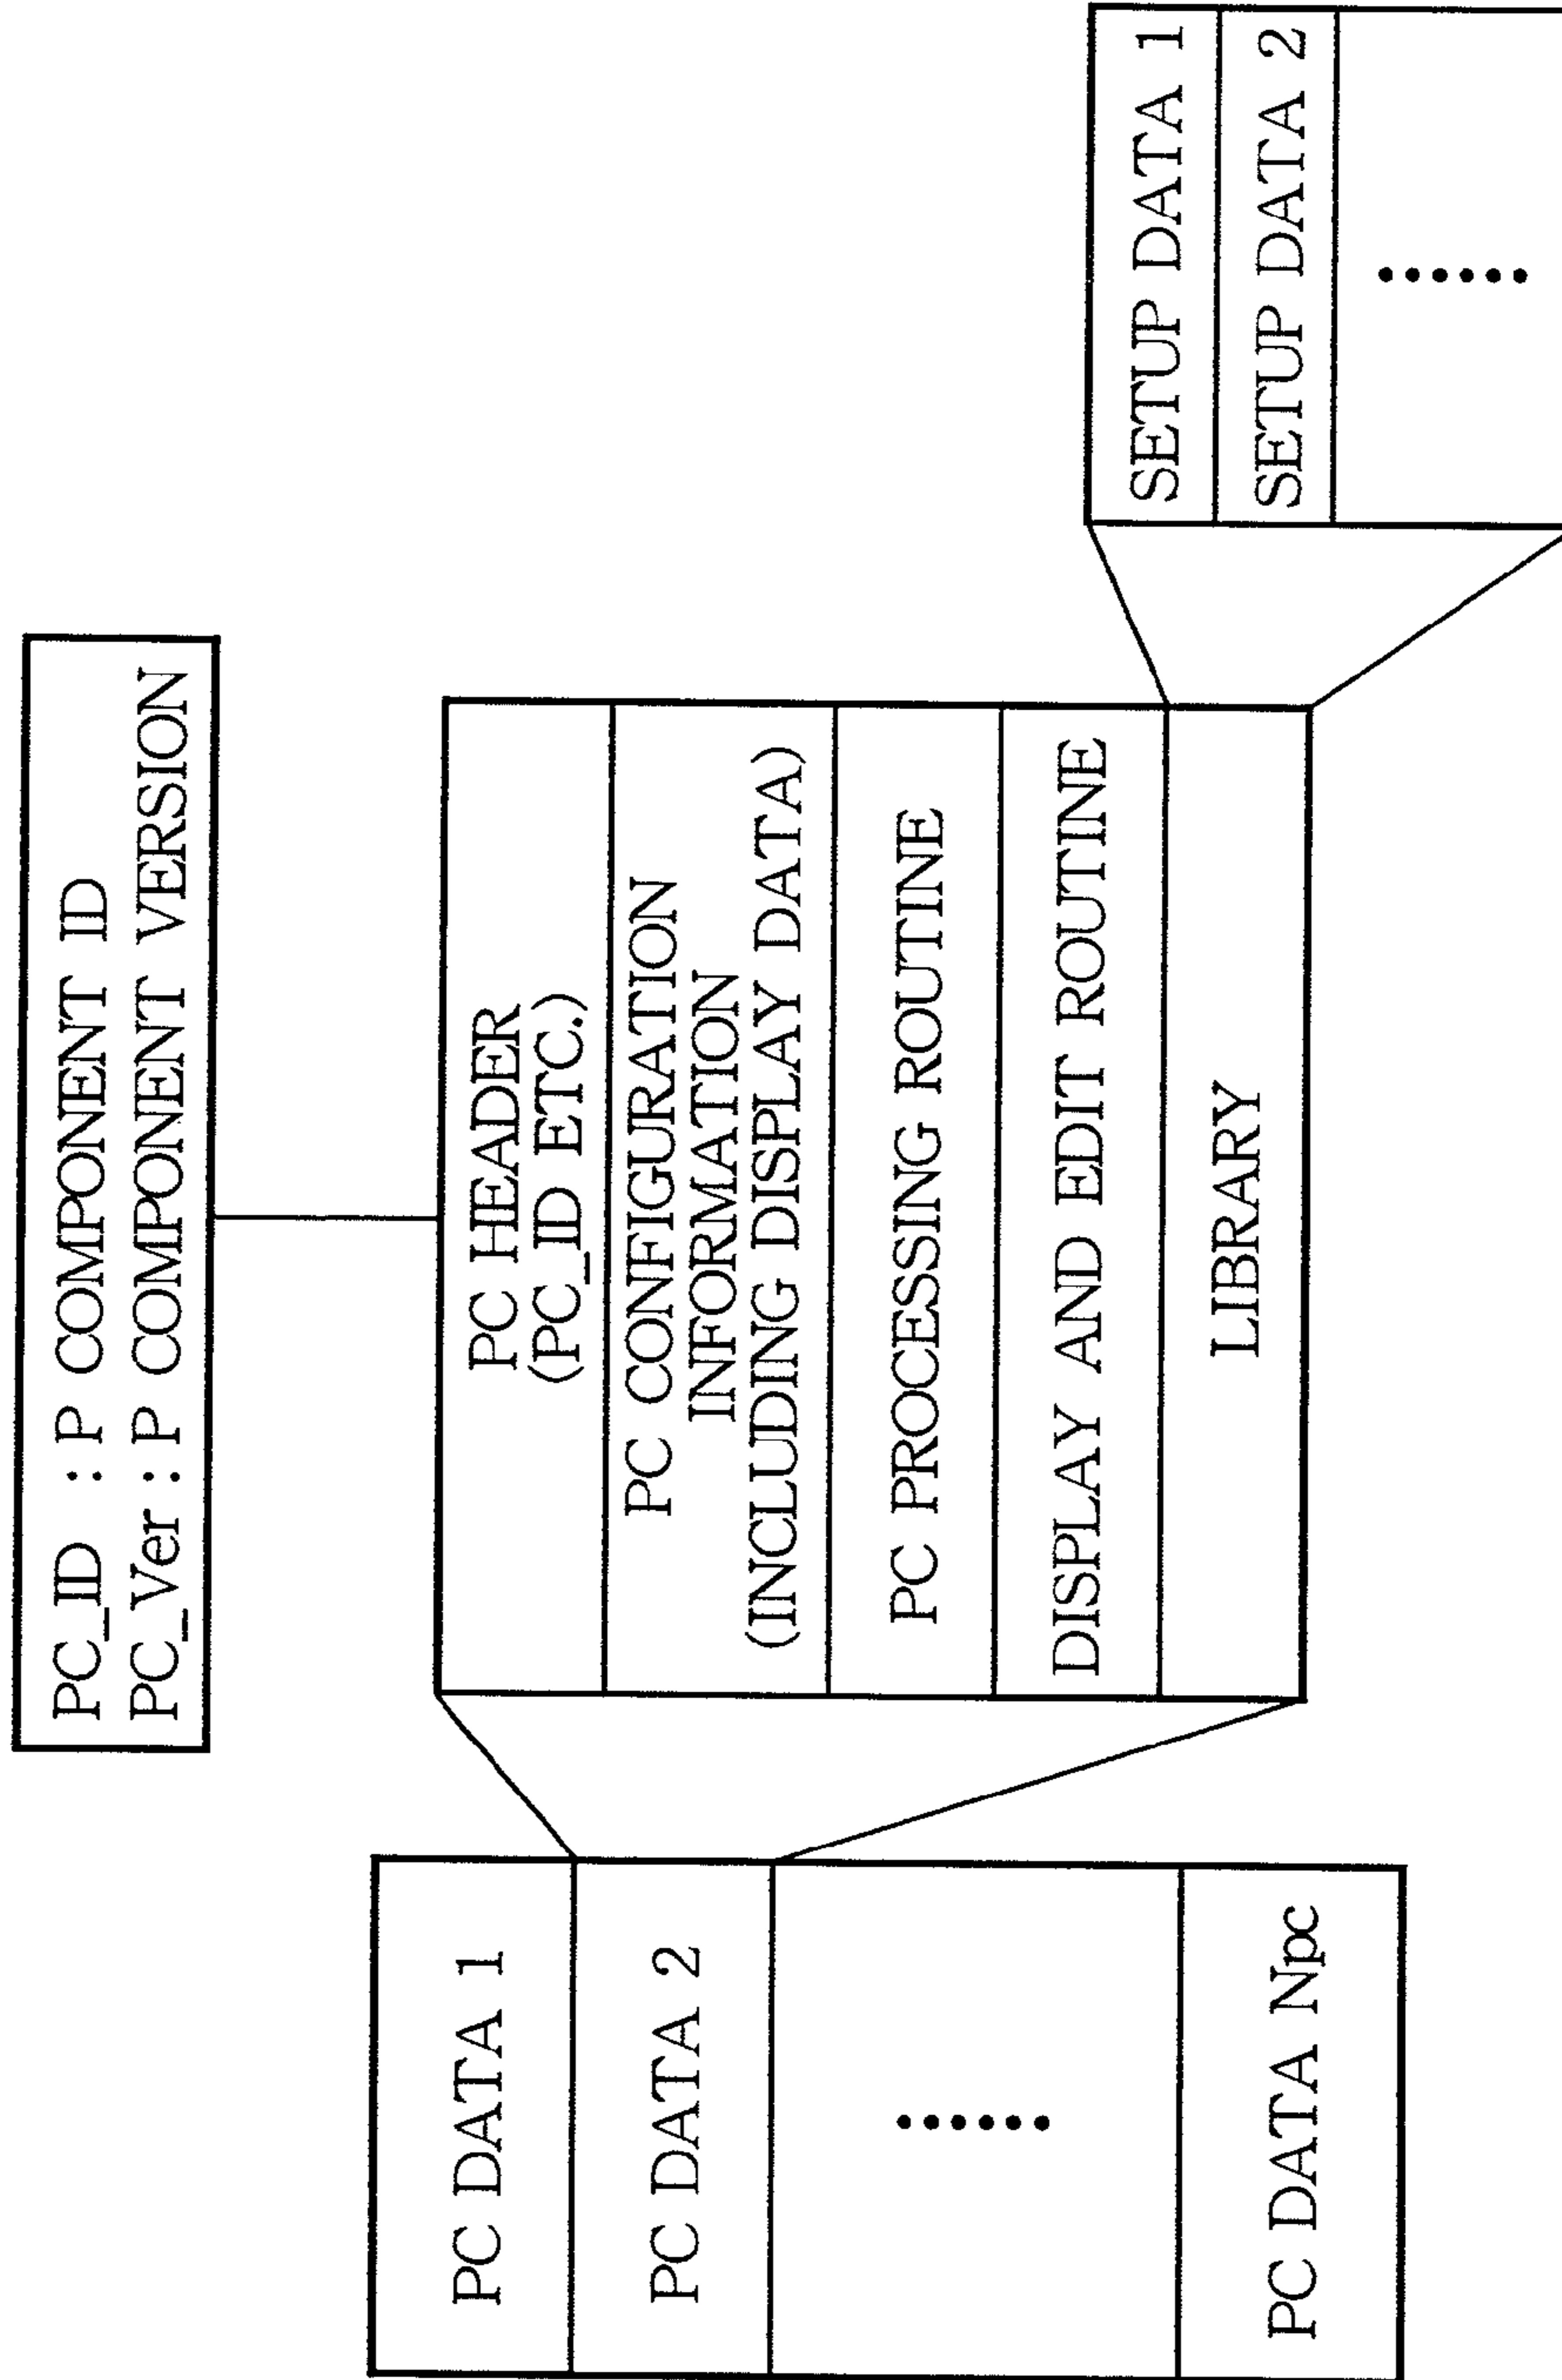 PC_ID : P COMPONENT ID
PC_Ver : P COMPONENT VERSION
PC DATA 1
PC DATA 2
......
PC DATA Npc
PC HEADER
(PC_ID ETC.)
PC CONFIGURATION
INFORMATION
(INCLUDING DISPLAY DATA)
PC PROCESSING ROUTINE
DISPLAY AND EDIT ROUTINE
LIBRARY
SETUP DATA 1
SETUP DATA 2
......